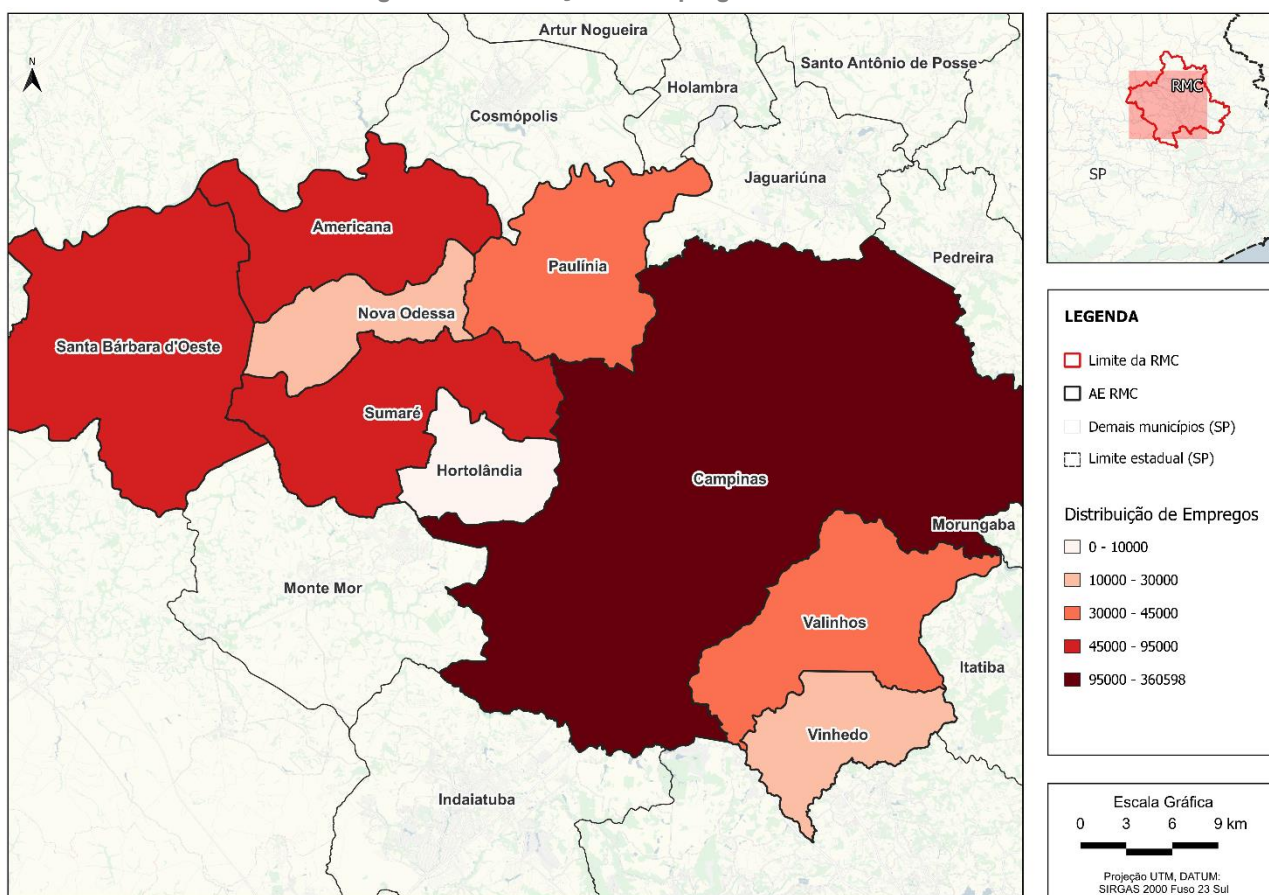 Artur Nogueira
Santo Antônio de Posse
Holambra
Cosmópolis
Jaguariúna
Pedreira
Americana
Paulínia
Nova Odessa
Santa Bárbara d'Oeste
Sumaré
Hortolândia
Campinas
Morungaba
Monte Mor
Valinhos
Itatiba
Vinhedo
Indaiatuba
N
RMC
SP
LEGENDA
Limite da RMC
AE RMC
Demais municípios (SP)
Limite estadual (SP)
Distribuição de Empregos
0 - 10000
10000 - 30000
30000 - 45000
45000 - 95000
95000 - 360598
Escala Gráfica
0 3 6 9 km
Projeção UTM, DATUM:
SIRGAS 2000 Fuso 23 Sul